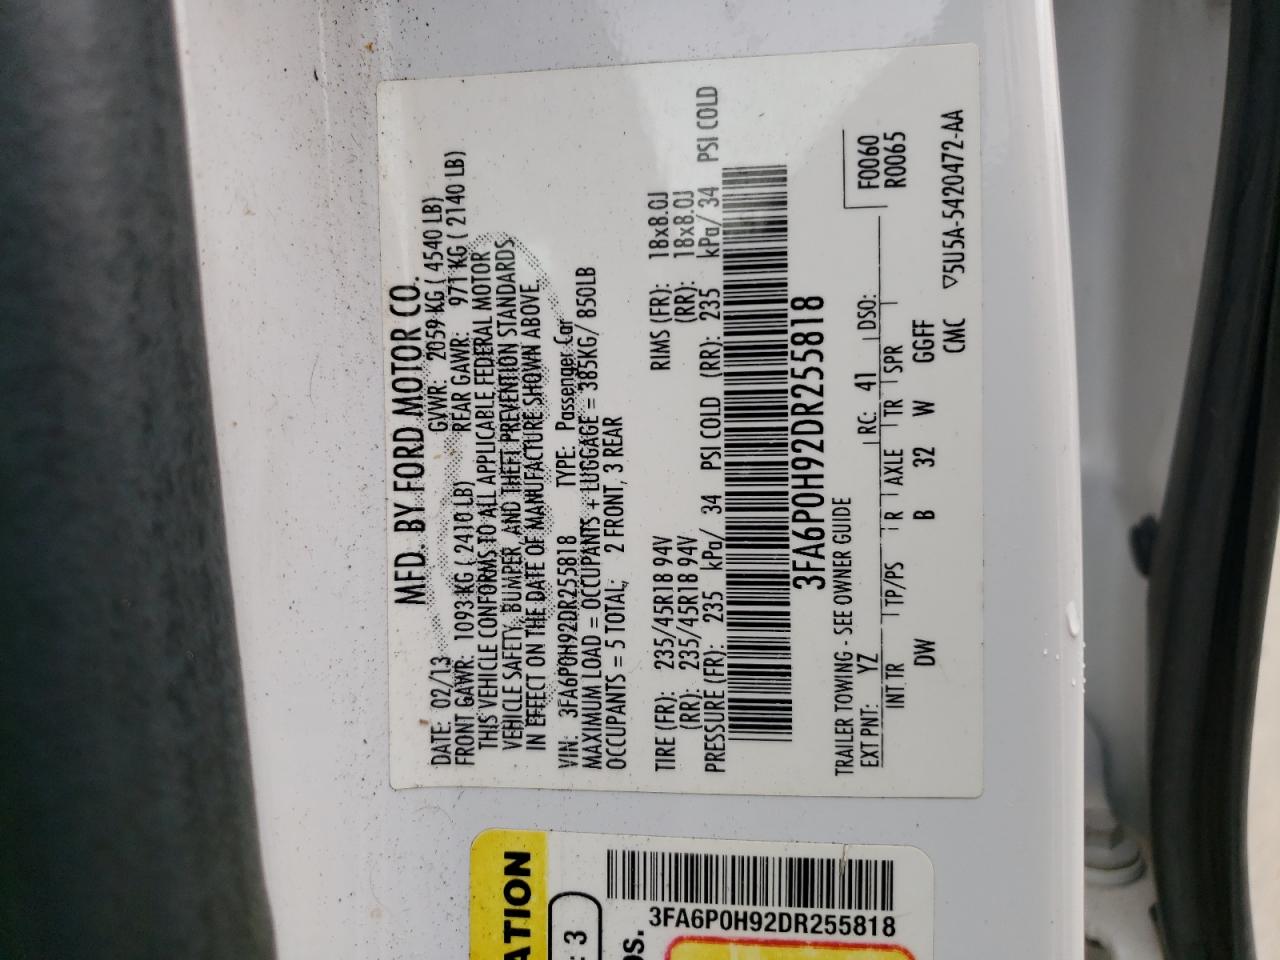 MFD. BY FORD MOTOR CO.
DATE: 02/13 GVWR: 2059 KG ( 4540 LB)
FRONT GAWR: 1093 KG ( 2410 LB) REAR GAWR: 971 KG ( 2140 LB)
THIS VEHICLE CONFORMS TO ALL APPLICABLE FEDERAL MOTOR
VEHICLE SAFETY, BUMPER, AND THEFT PREVENTION STANDARDS
IN EFFECT ON THE DATE OF MANUFACTURE SHOWN ABOVE.
VIN: 3FA6P0H92DR255818 TYPE: Passenger Car
MAXIMUM LOAD = OCCUPANTS + LUGGAGE = 385KG/ 850LB
OCCUPANTS = 5 TOTAL; 2 FRONT, 3 REAR
TIRE (FR): 235/45R18 94V RIMS (FR): 18x8.0J
(RR): 235/45R18 94V (RR): 18x8.0J
PRESSURE (FR): 235 kPa/ 34 PSI COLD (RR): 235 kPa/ 34 PSI COLD
3FA6P0H92DR255818
TRAILER TOWING - SEE OWNER GUIDE
F0060
EXT PNT: YZ RC: 41 DSO: R0065
INT TR TP/PS R AXLE TR SPR
DW B 32 W GGFF
CMC ▽5U5A-5420472-AA
ATION
: 3
os.
3FA6P0H92DR255818